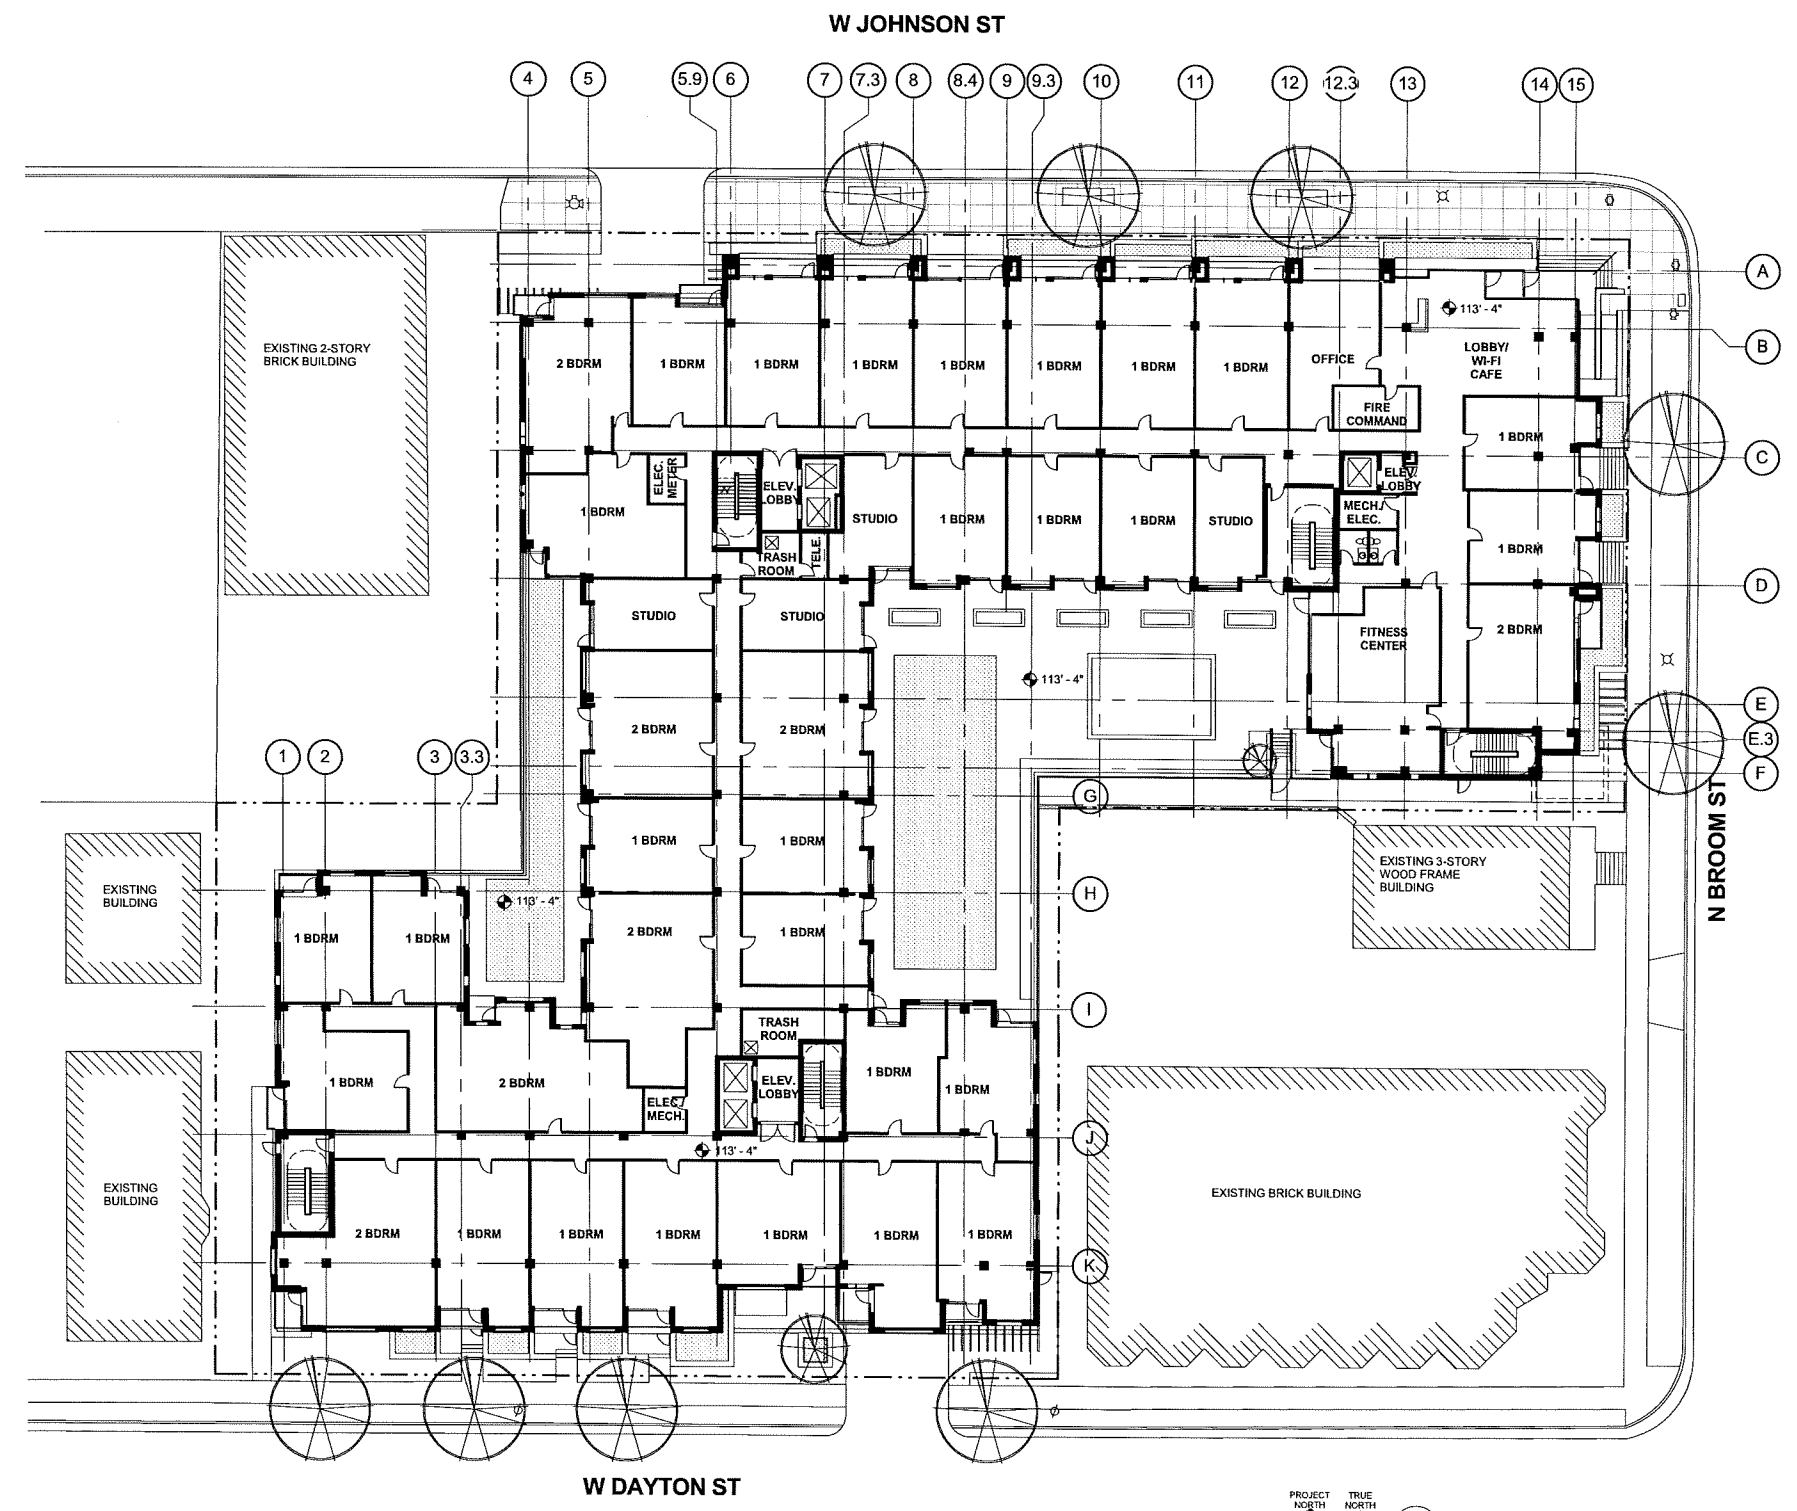 W JOHNSON ST
4 5 5.9 6 7 7.3 8 8.4 9 9.3 10 11 12 12.3 13 14 15
A
113' - 4"
B
EXISTING 2-STORY
BRICK BUILDING
2 BDRM
1 BDRM
1 BDRM
1 BDRM
1 BDRM
1 BDRM
1 BDRM
1 BDRM
OFFICE
LOBBY/
WI-FI
CAFE
FIRE
COMMAND
1 BDRM
C
ELEC.
METER
ELEV.
LOBBY
ELEV.
LOBBY
1 BDRM
STUDIO
1 BDRM
1 BDRM
1 BDRM
STUDIO
MECH./
ELEC.
1 BDRM
TRASH
ROOM
TELE.
D
STUDIO
STUDIO
FITNESS
CENTER
2 BDRM
113' - 4"
E
2 BDRM
2 BDRM
E.3
1 2 3 3.3
F
G
N BROOM ST
1 BDRM
1 BDRM
EXISTING 3-STORY
WOOD FRAME
BUILDING
EXISTING
BUILDING
H
113' - 4"
1 BDRM
1 BDRM
2 BDRM
1 BDRM
I
TRASH
ROOM
1 BDRM
2 BDRM
ELEV.
LOBBY
1 BDRM
1 BDRM
ELEC./
MECH.
J
113' - 4"
EXISTING
BUILDING
EXISTING BRICK BUILDING
2 BDRM
1 BDRM
1 BDRM
1 BDRM
1 BDRM
1 BDRM
1 BDRM
K
W DAYTON ST
PROJECT
NORTH
TRUE
NORTH